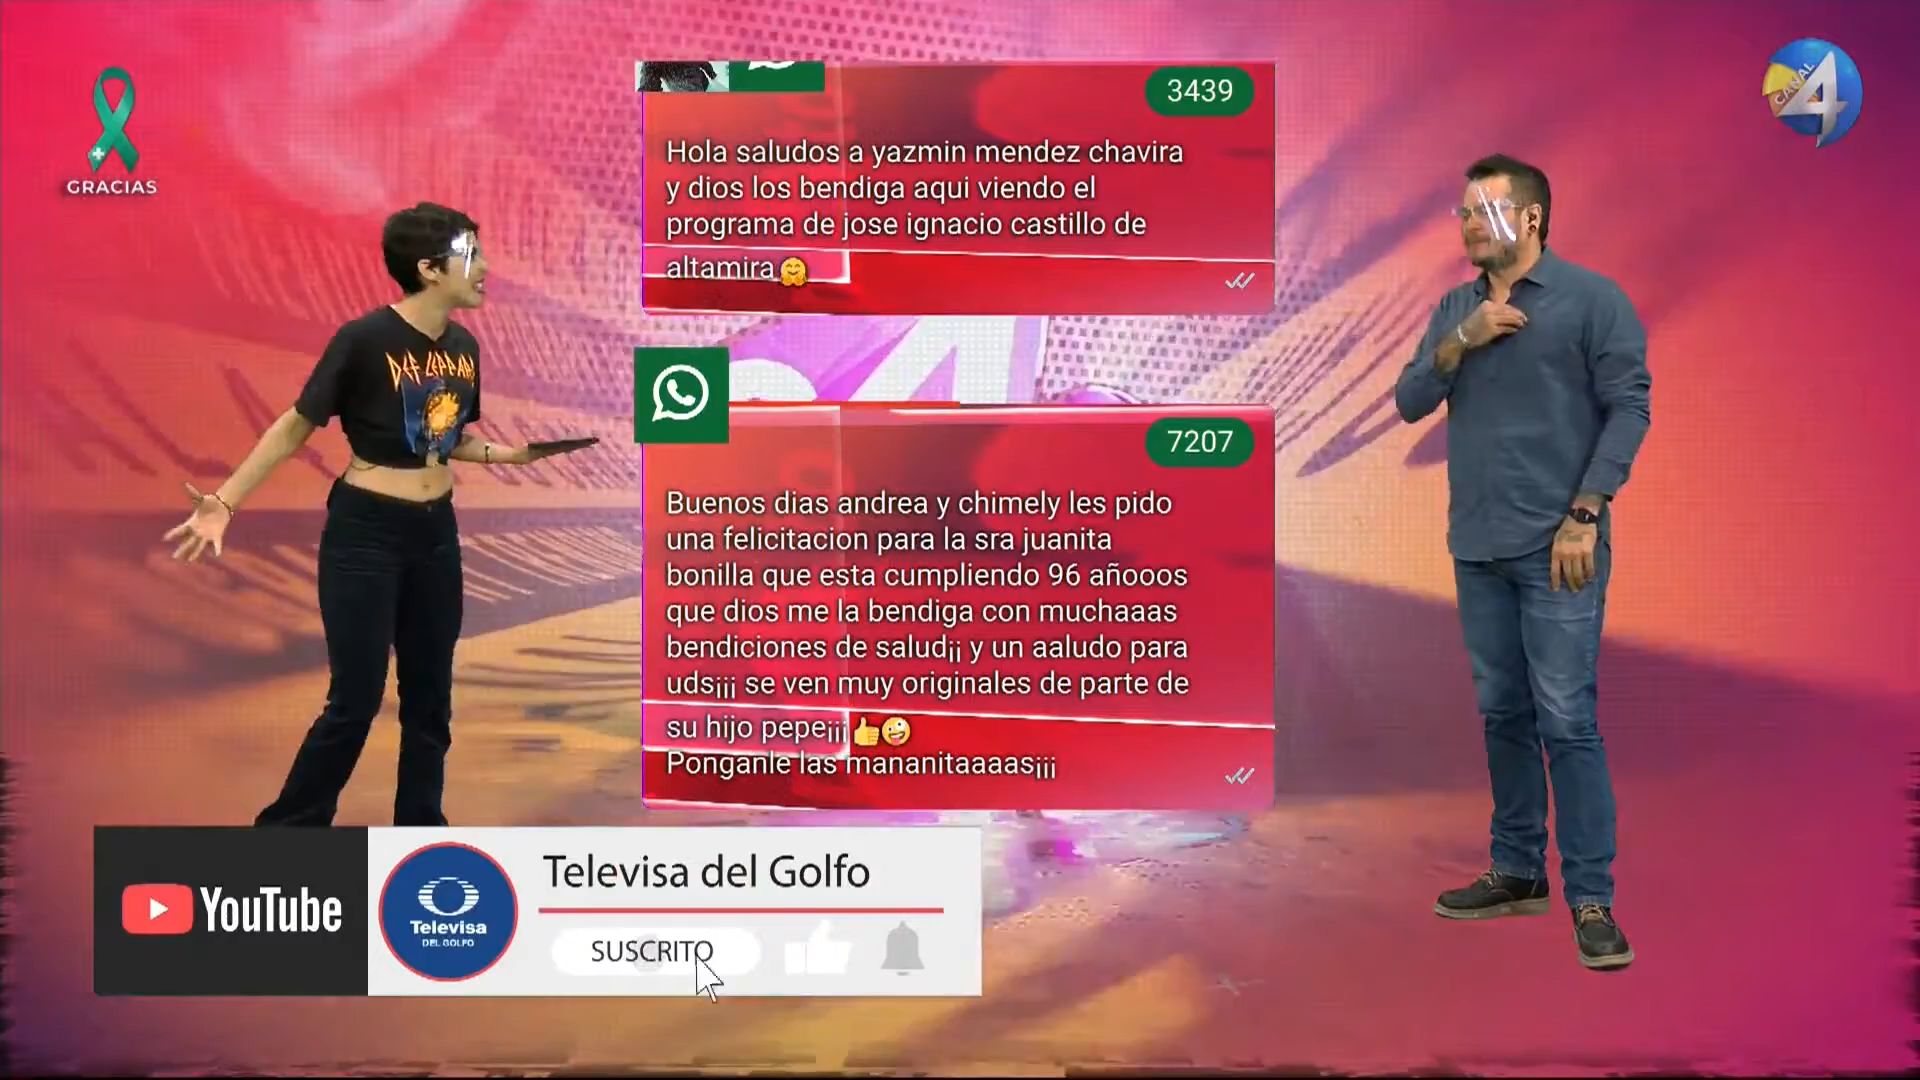 GRACIAS
CANAL 4
3439
Hola saludos a yazmin mendez chavira
y dios los bendiga aqui viendo el
programa de jose ignacio castillo de
altamira🤗
DEF LEPPARD
7207
Buenos dias andrea y chimely les pido
una felicitacion para la sra juanita
bonilla que esta cumpliendo 96 añooos
que dios me la bendiga con muchaaas
bendiciones de salud¡¡ y un aaludo para
uds¡¡¡ se ven muy originales de parte de
su hijo pepe¡¡¡👍🤪
Ponganle las mananitaaaas¡¡¡
YouTube
Televisa
DEL GOLFO
Televisa del Golfo
SUSCRITO